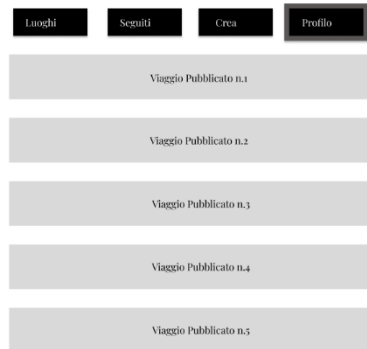 Luoghi Seguiti Crea Profilo
Viaggio Pubblicato n.1
Viaggio Pubblicato n.2
Viaggio Pubblicato n.3
Viaggio Pubblicato n.4
Viaggio Pubblicato n.5